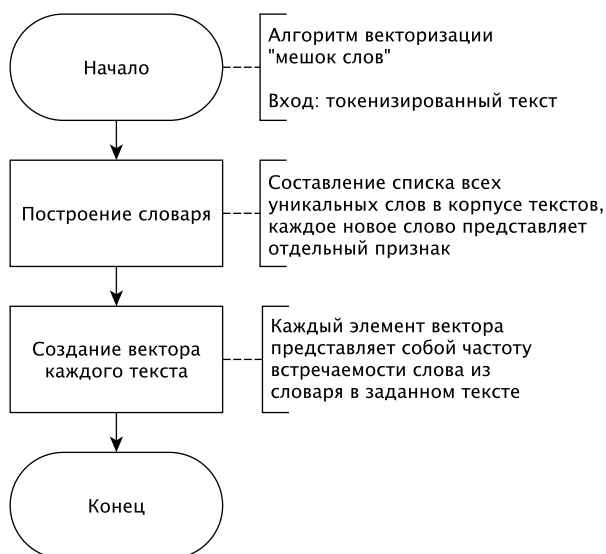 Начало
Алгоритм векторизации
"мешок слов"
Вход: токенизированный текст
Построение словаря
Составление списка всех
уникальных слов в корпусе текстов,
каждое новое слово представляет
отдельный признак
Создание вектора
каждого текста
Каждый элемент вектора
представляет собой частоту
встречаемости слова из
словаря в заданном тексте
Конец